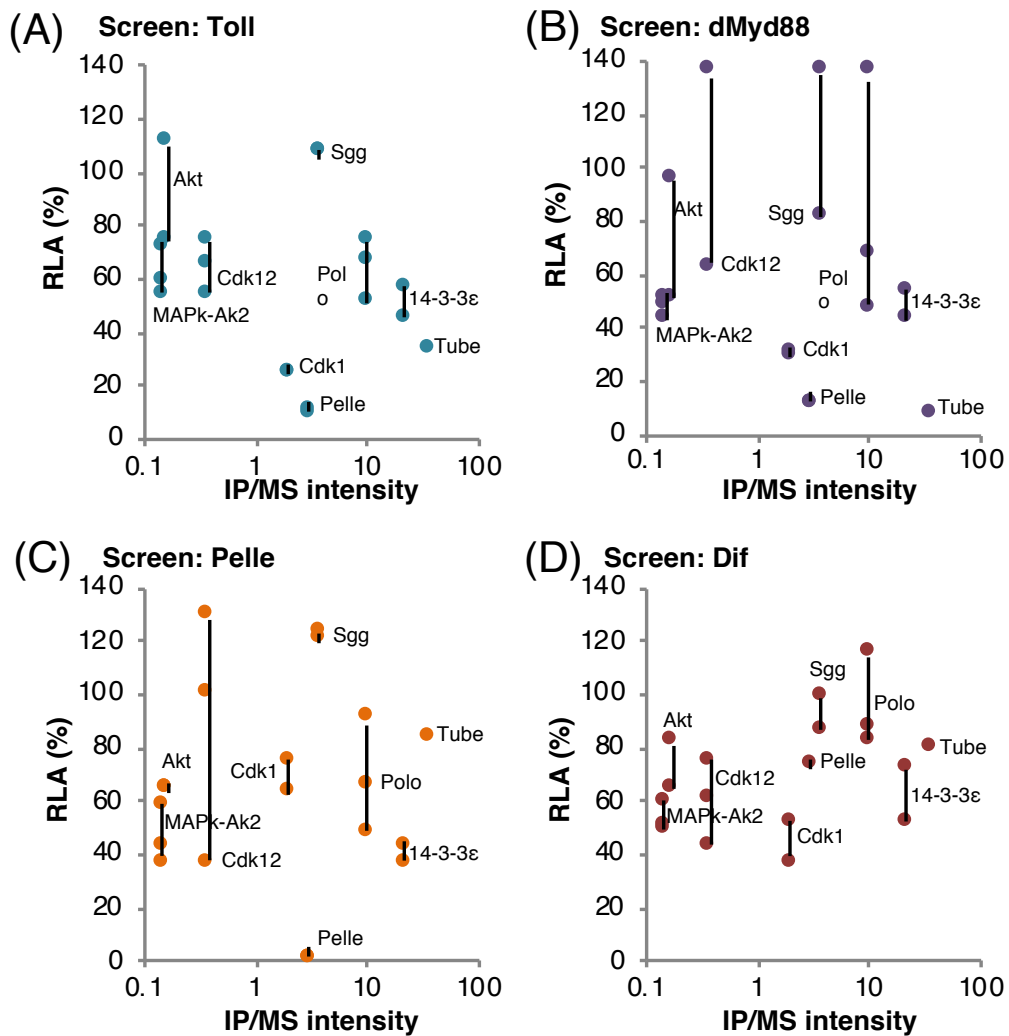 (A) Screen: Toll
RLA (%)
140
120
100
80
60
40
20
0
Akt
Sgg
Cdk12
MAPk-Ak2
Pol
o
14-3-3ε
Tube
Cdk1
Pelle
0.1 1 10 100
IP/MS intensity
(B) Screen: dMyd88
RLA (%)
140
120
100
80
60
40
20
0
Akt
Sgg
Cdk12
Pol
o
14-3-3ε
MAPk-Ak2
Cdk1
Pelle
Tube
0.1 1 10 100
IP/MS intensity
(C) Screen: Pelle
RLA (%)
140
120
100
80
60
40
20
0
Sgg
Tube
Akt
Cdk1
Polo
MAPk-Ak2
14-3-3ε
Cdk12
Pelle
0.1 1 10 100
IP/MS intensity
(D) Screen: Dif
RLA (%)
140
120
100
80
60
40
20
0
Sgg
Akt
Polo
Tube
Cdk12
Pelle
14-3-3ε
MAPk-Ak2
Cdk1
0.1 1 10 100
IP/MS intensity